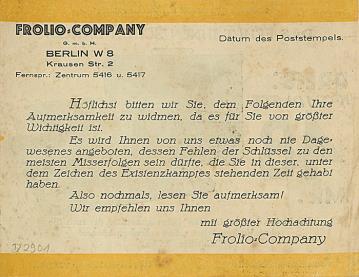 FROLIO-COMPANY
G. m. b. H.
BERLIN W 8
Krausen Str. 2
Fernspr.: Zentrum 5416 u. 5417
Datum des Poststempels.
Höflichst bitten wir Sie, dem Folgenden Ihre
Aufmerksamkeit zu widmen, da es für Sie von größter
Wichtigkeit ist.
Es wird Ihnen von uns etwas noch nie Dage-
wesenes angeboten, dessen Fehlen der Schlüssel zu den
meisten Misserfolgen sein dürfte, die Sie in dieser, unter
dem Zeichen des Existenzkampfes stehenden Zeit gehabt
haben.
Also nochmals, lesen Sie aufmerksam!
Wir empfehlen uns Ihnen
mit größter Hochachtung
Frolio-Company